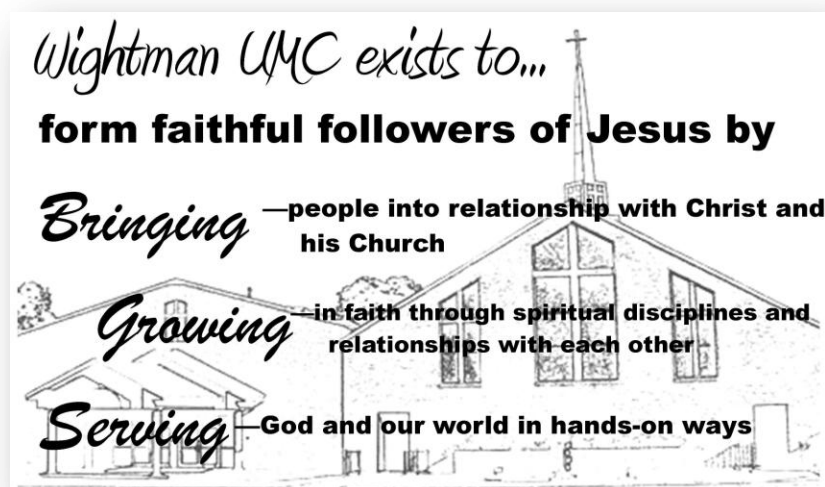 Wightman UMC exists to...
form faithful followers of Jesus by
Bringing —people into relationship with Christ and
his Church
Growing —in faith through spiritual disciplines and
relationships with each other
Serving —God and our world in hands-on ways